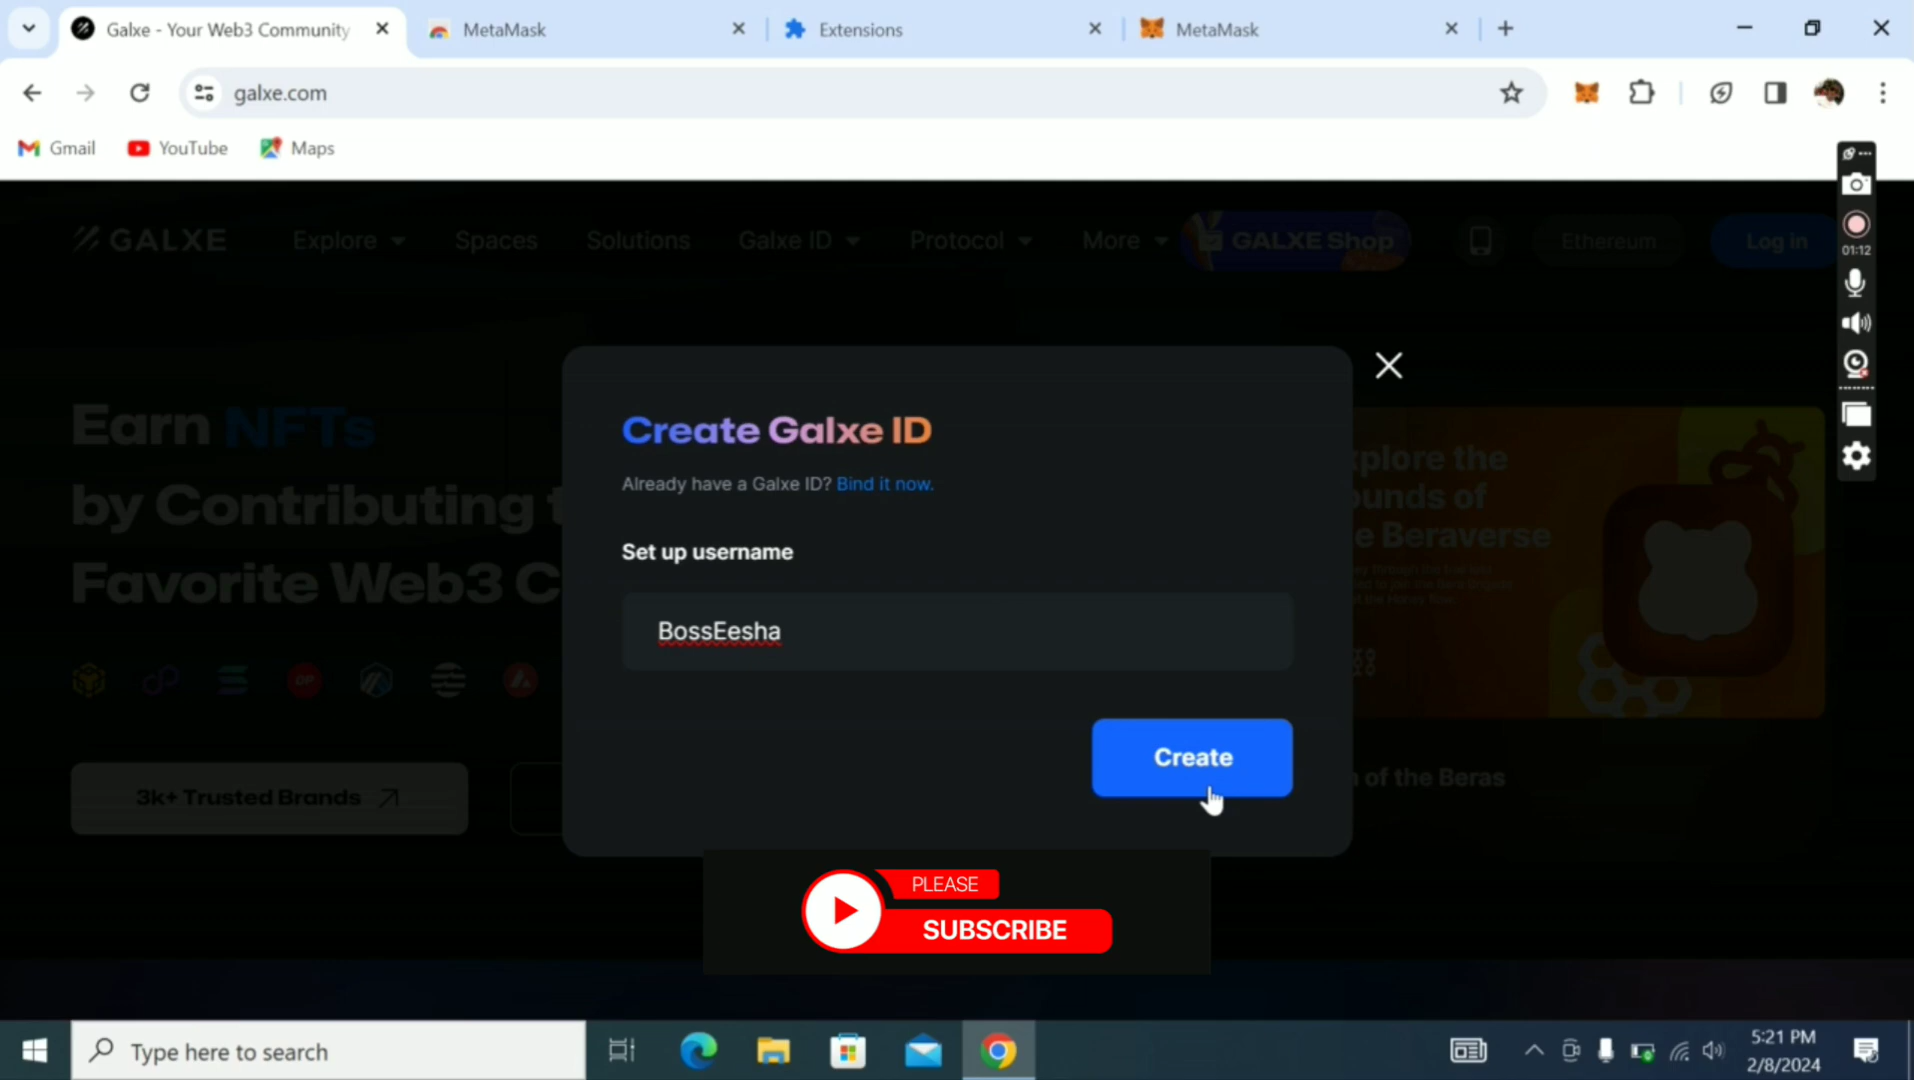 Galxe - Your Web3 Community
MetaMask
Extensions
MetaMask
galxe.com
Gmail
YouTube
Maps
GALXE
Explore
Spaces
Solutions
Galxe ID
Protocol
More
GALXE Shop
Ethereum
Log in
01:12
Earn NFTs
by Contributing t
Favorite Web3 C
OP
3k+ Trusted Brands
Create Galxe ID
Already have a Galxe ID? Bind it now.
Set up username
BossEesha
Create
plore the
ounds of
e Beraverse
of the Beras
PLEASE
SUBSCRIBE
Type here to search
5:21 PM
2/8/2024